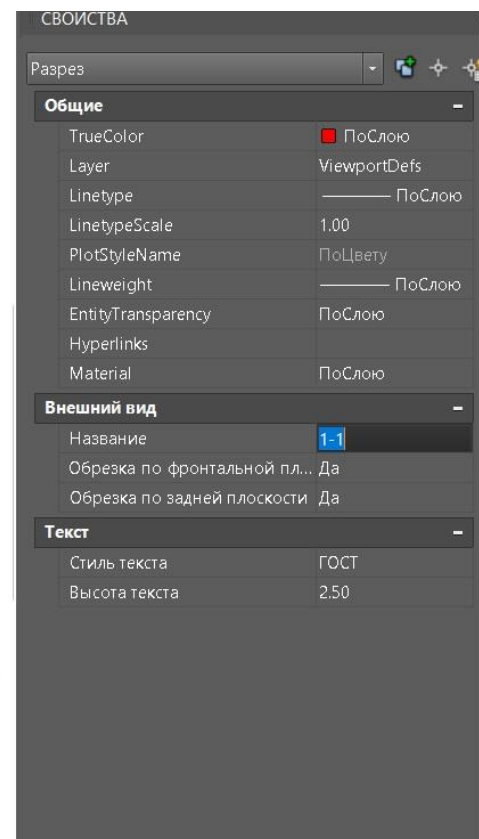 СВОЙСТВА
Разрез
Общие
TrueColor ПоСлою
Layer ViewportDefs
Linetype ПоСлою
LinetypeScale 1.00
PlotStyleName ПоЦвету
Lineweight ПоСлою
EntityTransparency ПоСлою
Hyperlinks
Material ПоСлою
Внешний вид
Название 1-1
Обрезка по фронтальной пл... Да
Обрезка по задней плоскости Да
Текст
Стиль текста ГОСТ
Высота текста 2.50